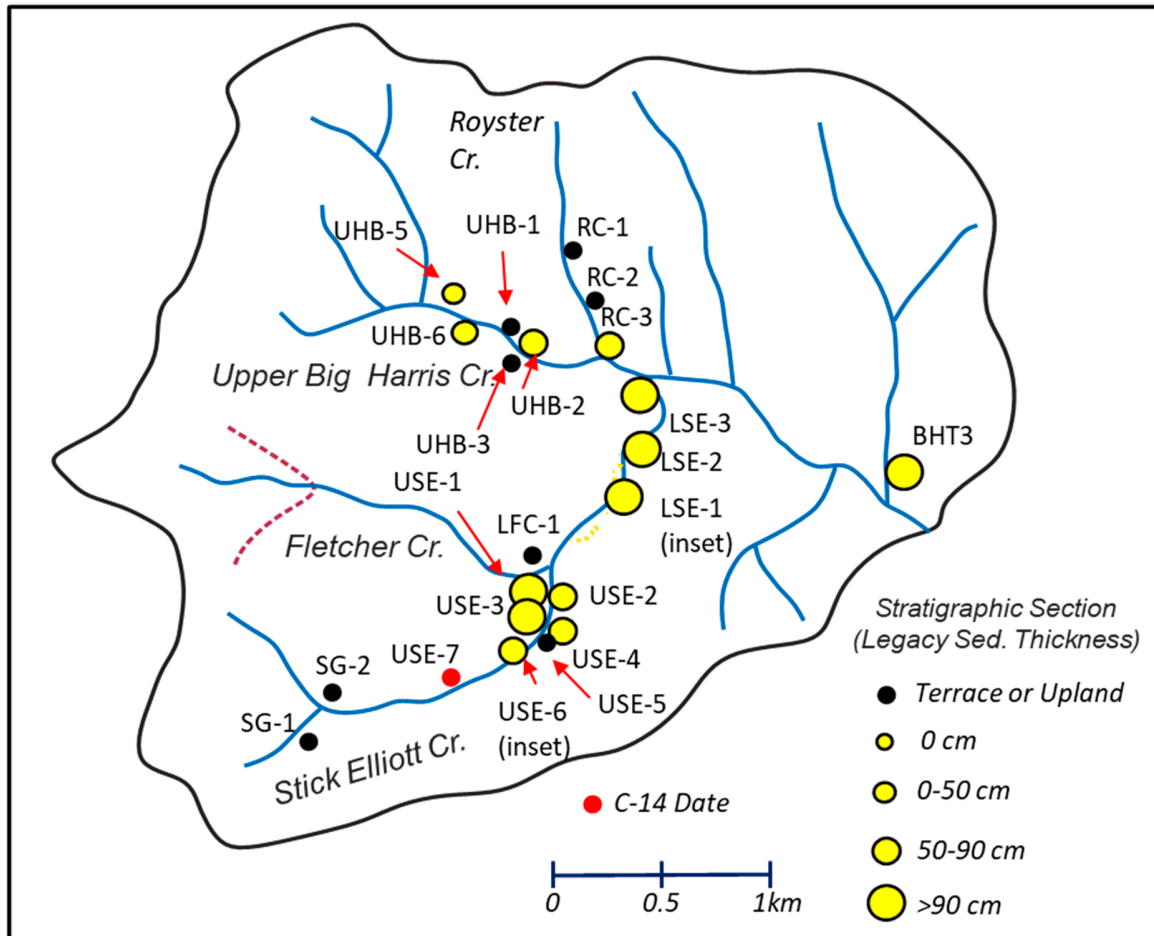 Royster
Cr.
UHB-1
UHB-5
RC-1
RC-2
RC-3
UHB-6
Upper Big Harris Cr.
UHB-2
UHB-3
LSE-3
BHT3
LSE-2
USE-1
LSE-1
(inset)
LFC-1
Fletcher Cr.
USE-3
USE-2
Stratigraphic Section
(Legacy Sed. Thickness)
SG-2
USE-7
USE-4
Terrace or Upland
SG-1
USE-6
(inset)
USE-5
0 cm
Stick Elliott Cr.
0-50 cm
C-14 Date
50-90 cm
0
0.5
1km
>90 cm